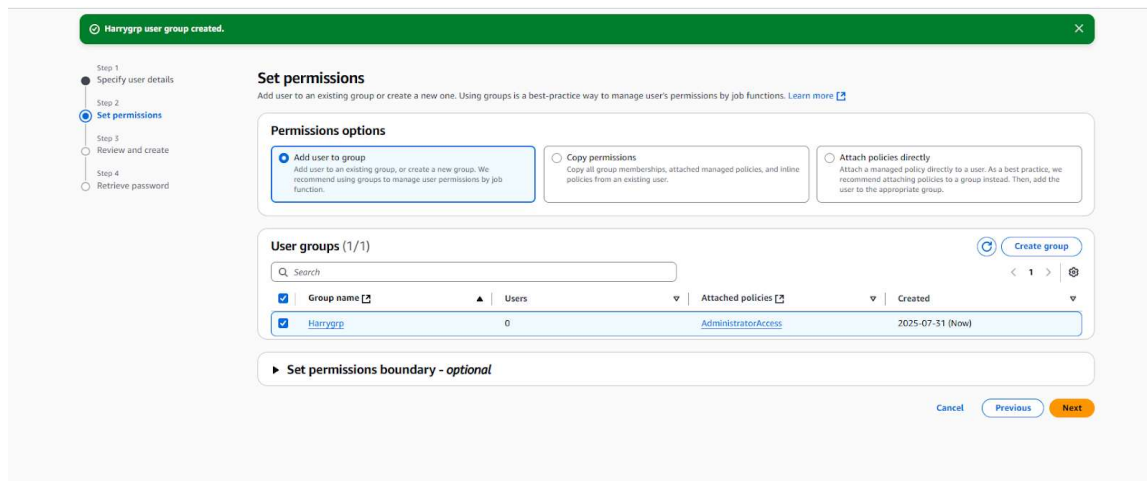 Harrygrp user group created.
Step 1
Specify user details
Step 2
Set permissions
Step 3
Review and create
Step 4
Retrieve password
Set permissions
Add user to an existing group or create a new one. Using groups is a best-practice way to manage user's permissions by job functions. Learn more
Permissions options
Add user to group
Add user to an existing group, or create a new group. We
recommend using groups to manage user permissions by job
function.
Copy permissions
Copy all group memberships, attached managed policies, and inline
policies from an existing user.
Attach policies directly
Attach a managed policy directly to a user. As a best practice, we
recommend attaching policies to a group instead. Then, add the
user to the appropriate group.
User groups (1/1)
Create group
Search
1
Group name Users Attached policies Created
Harrygrp 0 AdministratorAccess 2025-07-31 (Now)
Set permissions boundary - optional
Cancel Previous Next